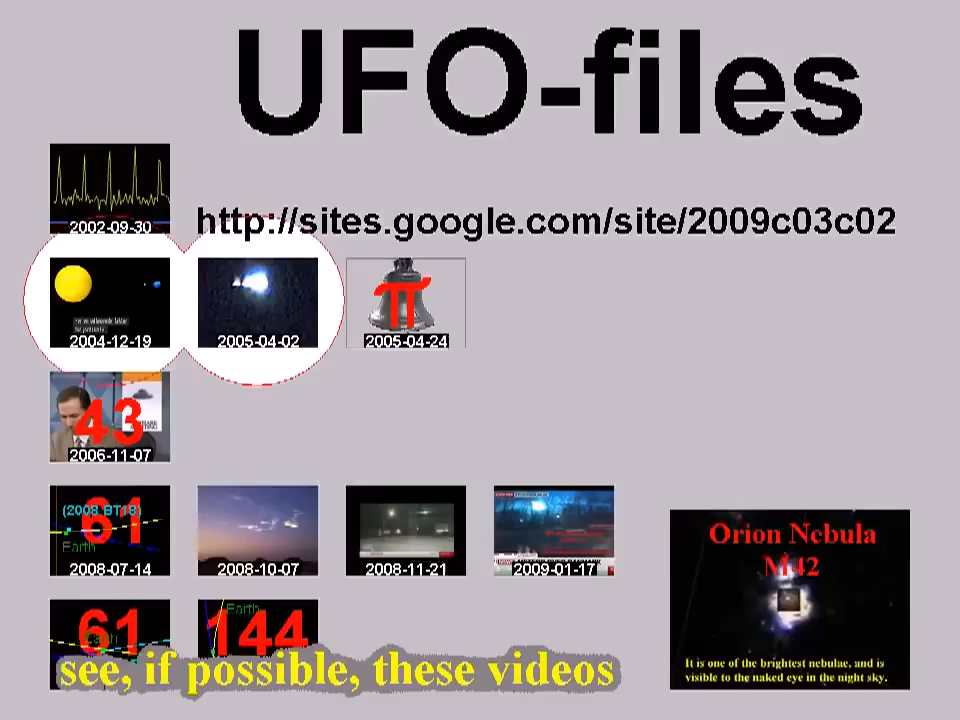 UFO-files
2002-09-30
http://sites.google.com/site/2009c03c02
2004-12-19
2005-04-02
π
2005-04-24
43
2006-11-07
61
(2008 BT18)
Earth
2008-07-14
2008-10-07
2008-11-21
2009-01-17
Orion Nebula
M42
It is one of the brightest nebulae, and is
visible to the naked eye in the night sky.
61
Earth
144
Earth
see, if possible, these videos